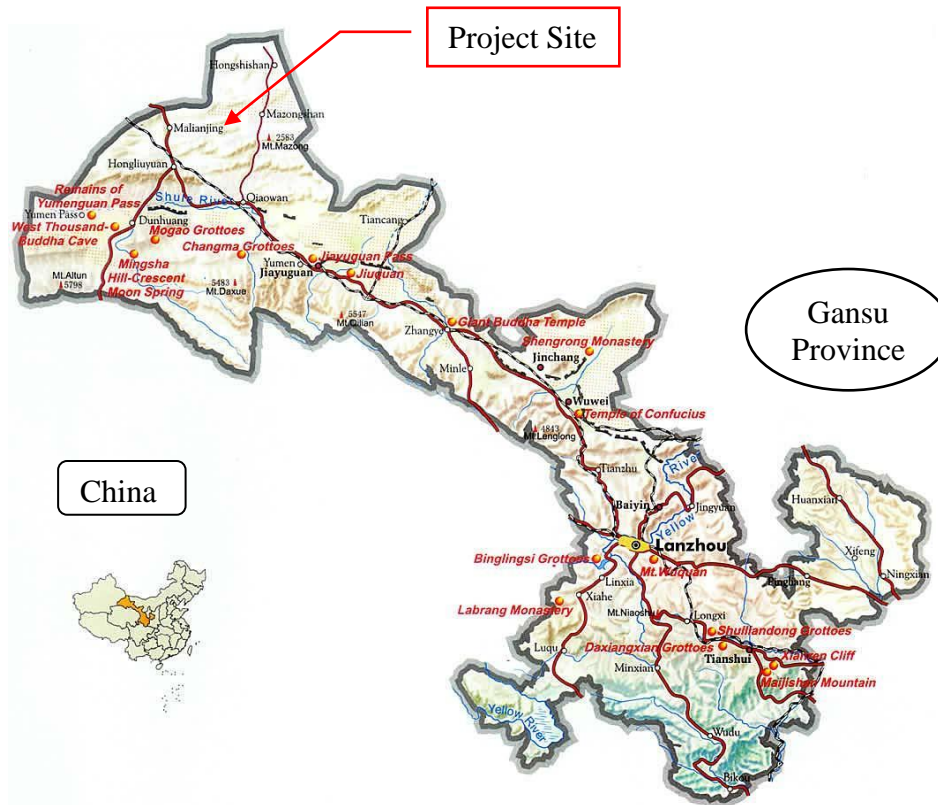 Project Site
Hongshishan
Mazongshan
Malianjing
2583
Mt.Mazong
Hongliuyuan
Remains of
Yumenguan Pass
Shule River
Qiaowan
Yumen Pass
West Thousand-
Buddha Cave
Dunhuang
Tiancang
Mogao Grottoes
Changma Grottoes
Jiayuguan Pass
Yumen
Jiayuguan
Jiuquan
Mingsha
Hill-Crescent
Moon Spring
Mt.Altun
5798
5483
Mt.Daxue
5547
Mt.Qilian
Giant Buddha Temple
Zhangye
Shengrong Monastery
Jinchang
Minle
Gansu
Province
Wuwei
Temple of Confucius
4843
Mt.Lenglong
Tianzhu
River
China
Baiyin
Jingyuan
Huanxian
Yellow
Lanzhou
Binglingsi Grottoes
Mt.Wuquan
Xifeng
Pingliang
Ningxian
Linxia
Xiahe
Labrang Monastery
Mt.Niaoshu
Longxi
Shuiliandong Grottoes
Luqu
Daxiangxian Grottoes
Tianshui
Xianren Cliff
Minxian
Maijishan Mountain
Yellow River
Wudu
Bikou